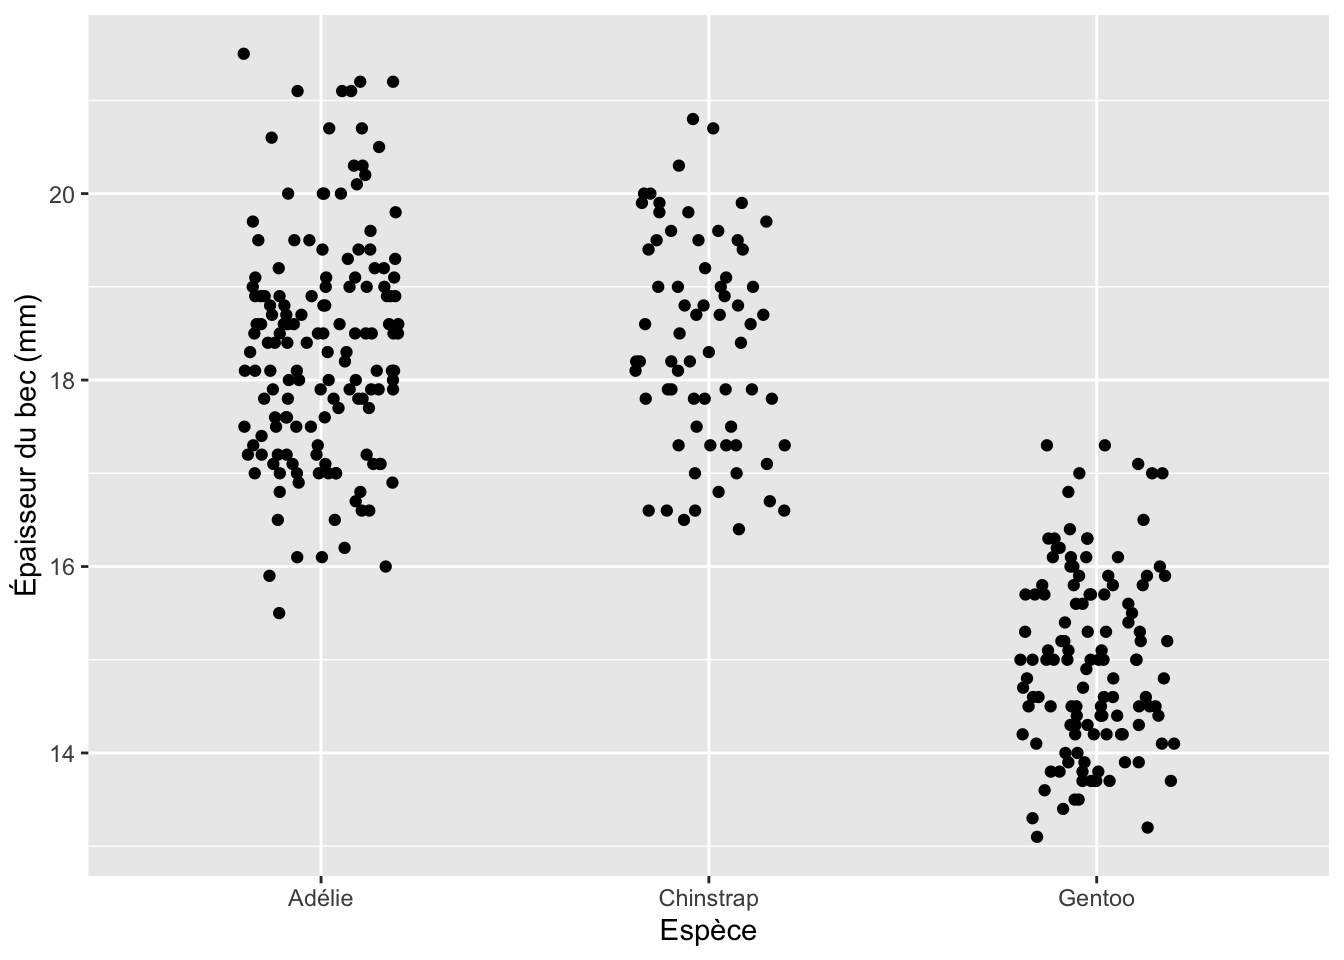 Épaisseur du bec (mm)
20
18
16
14
Adélie
Chinstrap
Gentoo
Espèce